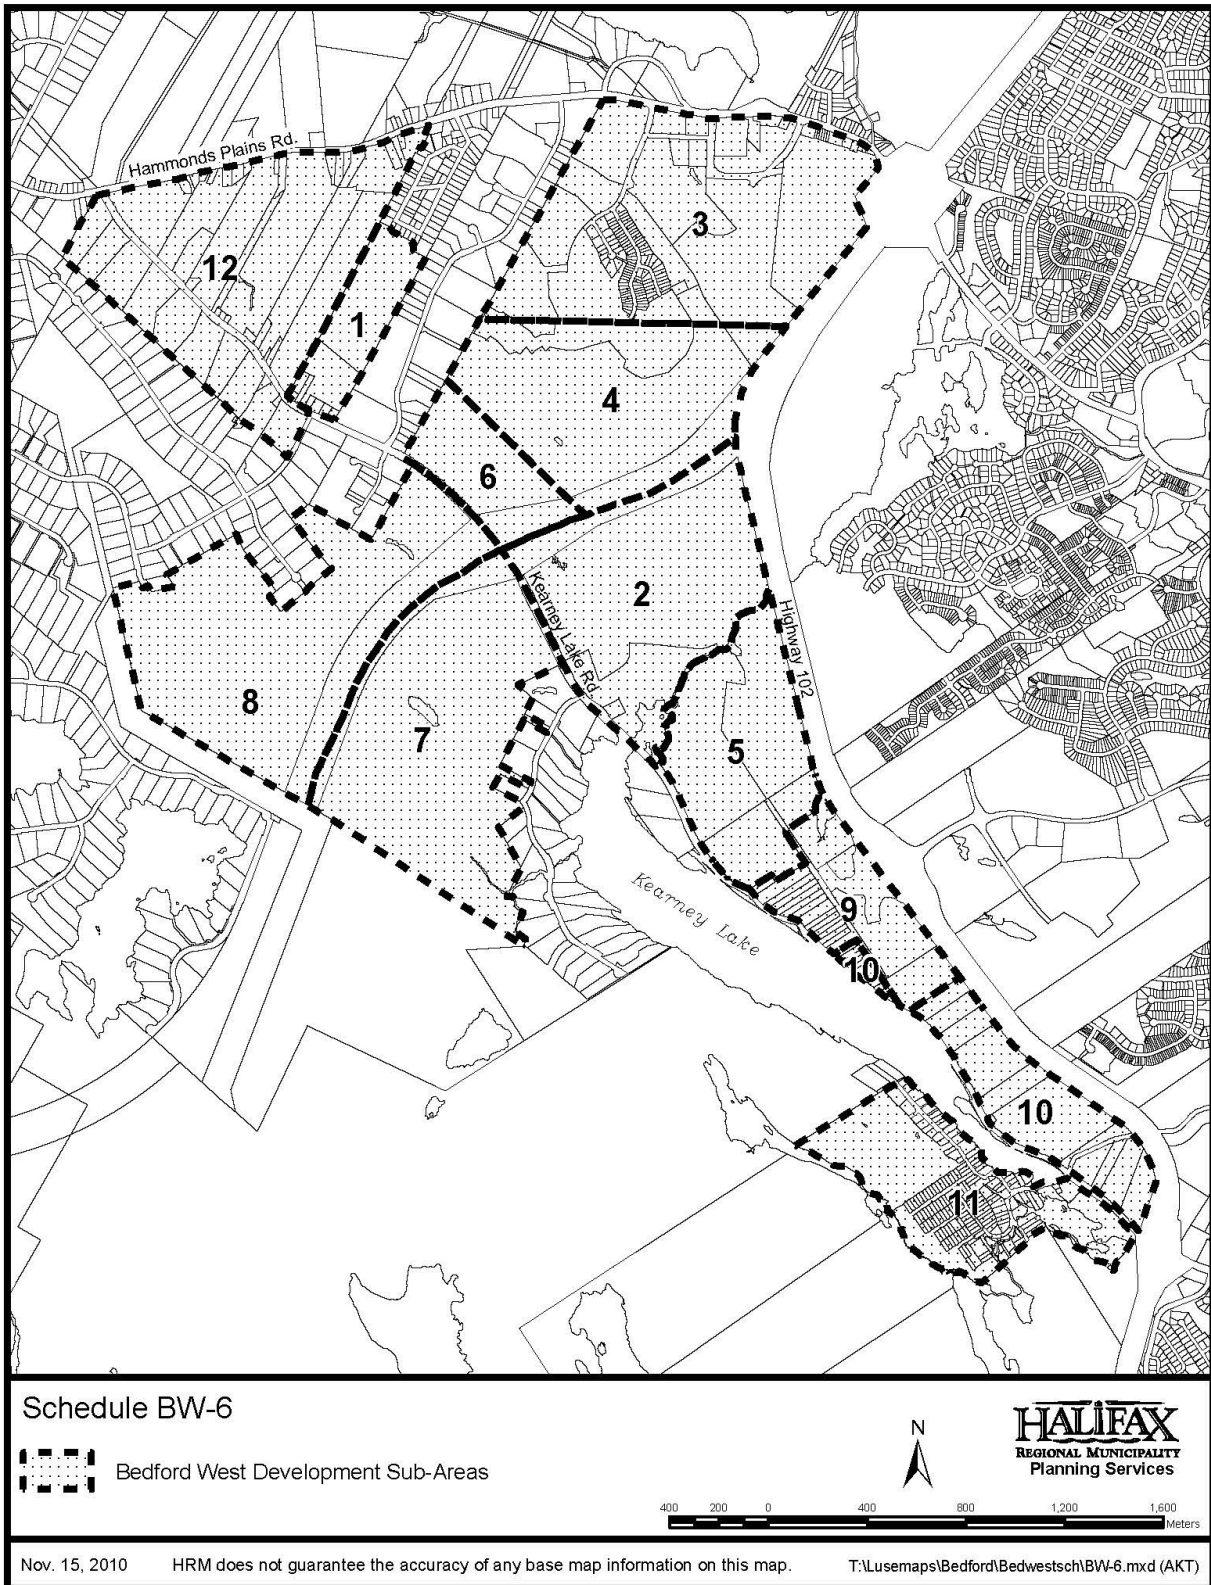 Hammonds Plains Rd.
3
12
1
4
6
2
Kearney Lake Rd.
Highway 102
8
7
5
Kearney Lake
9
10
10
11
Schedule BW-6
Bedford West Development Sub-Areas
N
HALIFAX
REGIONAL MUNICIPALITY
Planning Services
400 200 0 400 800 1,200 1,600
Meters
Nov. 15, 2010 HRM does not guarantee the accuracy of any base map information on this map. T:\Lusemaps\Bedford\Bedwestsch\BW-6.mxd (AKT)